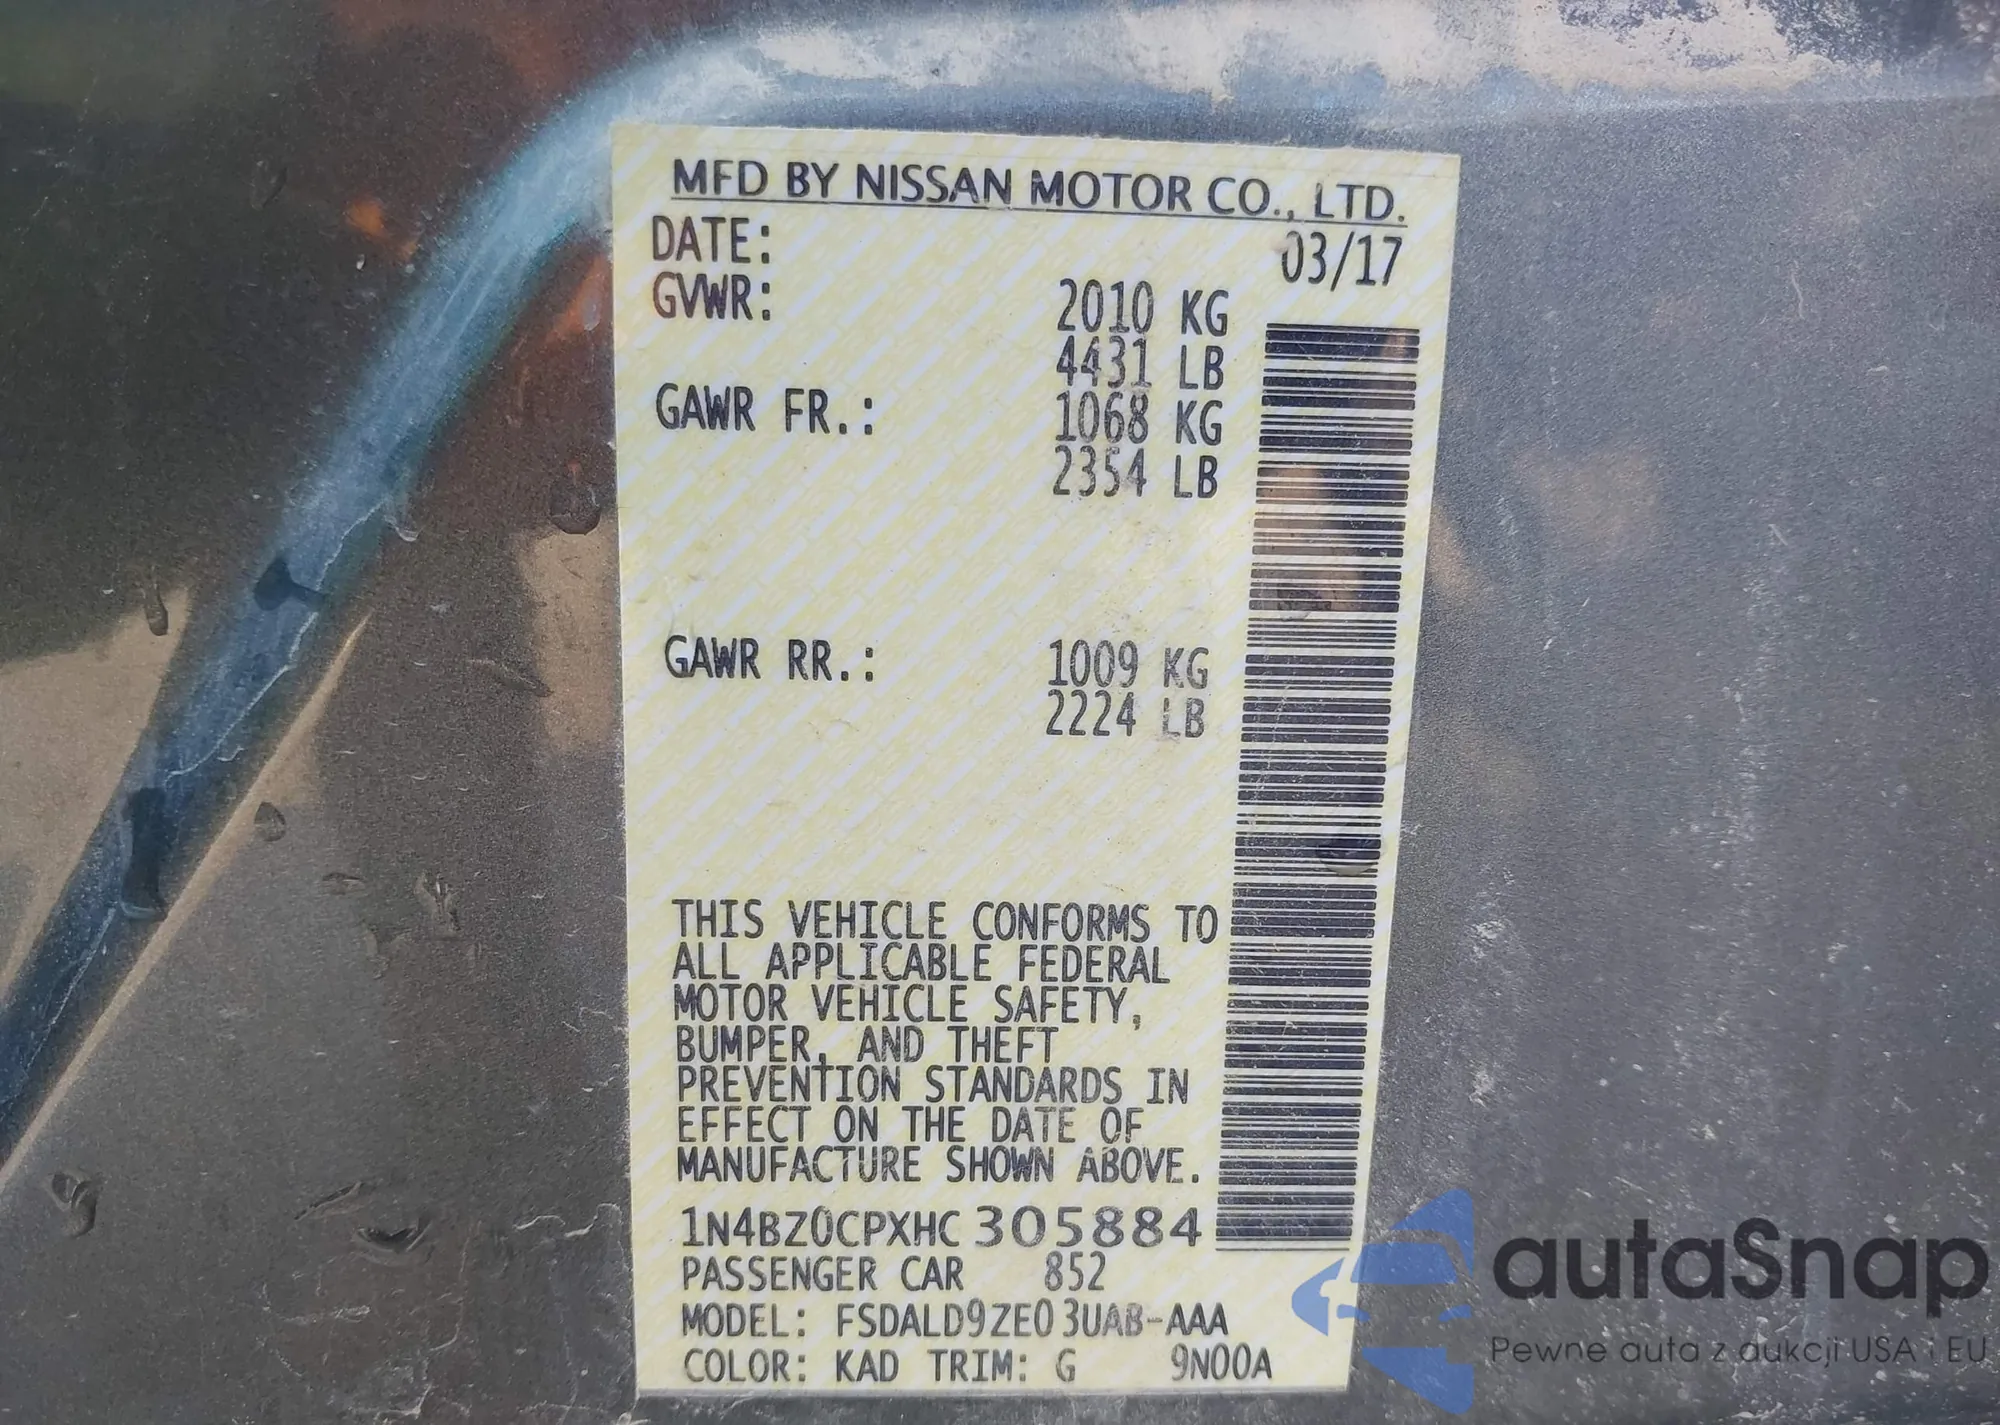 MFD BY NISSAN MOTOR CO., LTD.
DATE: 03/17
GVWR: 2010 KG
4431 LB
GAWR FR.: 1068 KG
2354 LB
GAWR RR.: 1009 KG
2224 LB
THIS VEHICLE CONFORMS TO
ALL APPLICABLE FEDERAL
MOTOR VEHICLE SAFETY,
BUMPER, AND THEFT
PREVENTION STANDARDS IN
EFFECT ON THE DATE OF
MANUFACTURE SHOWN ABOVE.
1N4BZ0CPXHC 305884
PASSENGER CAR 852
MODEL: FSDALD9ZE0 3UAB-AAA
COLOR: KAD TRIM: G 9N00A
autaSnap
Pewne auta z aukcji USA i EU